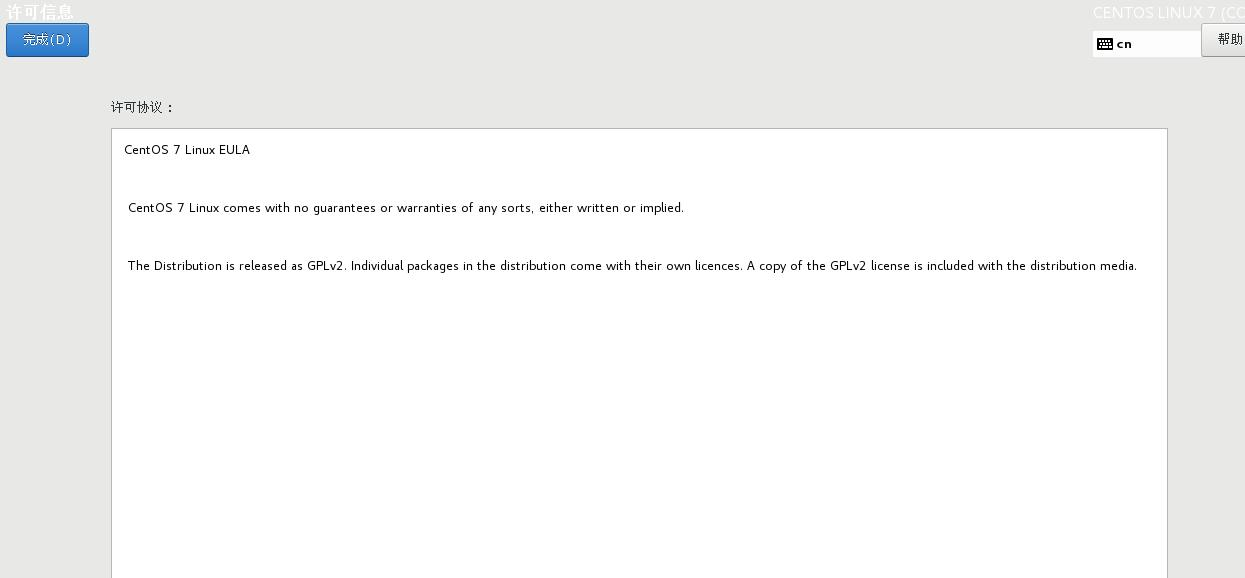 许可信息
CENTOS LINUX 7 (CO
完成(D)
cn
帮助
许可协议：
CentOS 7 Linux EULA
CentOS 7 Linux comes with no guarantees or warranties of any sorts, either written or implied.
The Distribution is released as GPLv2. Individual packages in the distribution come with their own licences. A copy of the GPLv2 license is included with the distribution media.